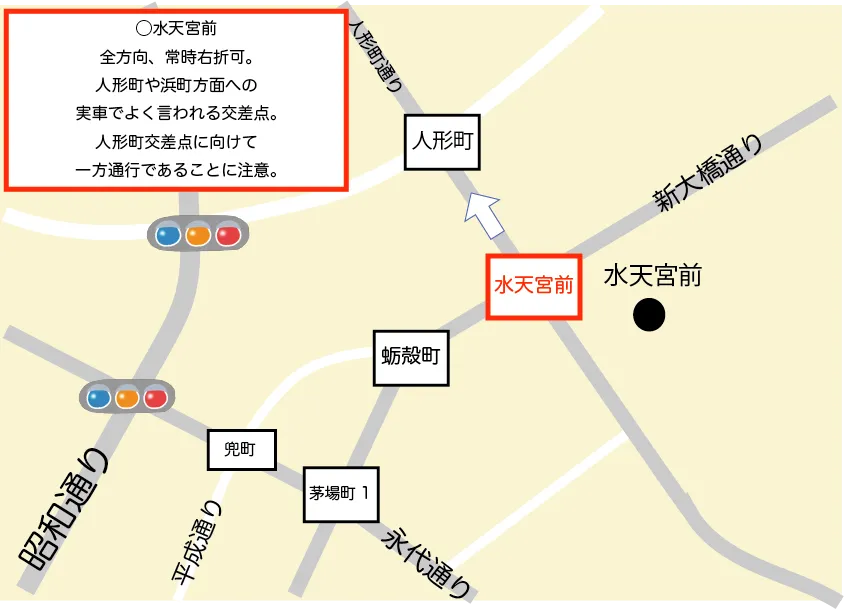 ○水天宮前
全方向、常時右折可。
人形町や浜町方面への
実車でよく言われる交差点。
人形町交差点に向けて
一方通行であることに注意。
人形町通り
人形町
新大橋通り
水天宮前
水天宮前
蛎殻町
兜町
茅場町1
昭和通り
平成通り
永代通り